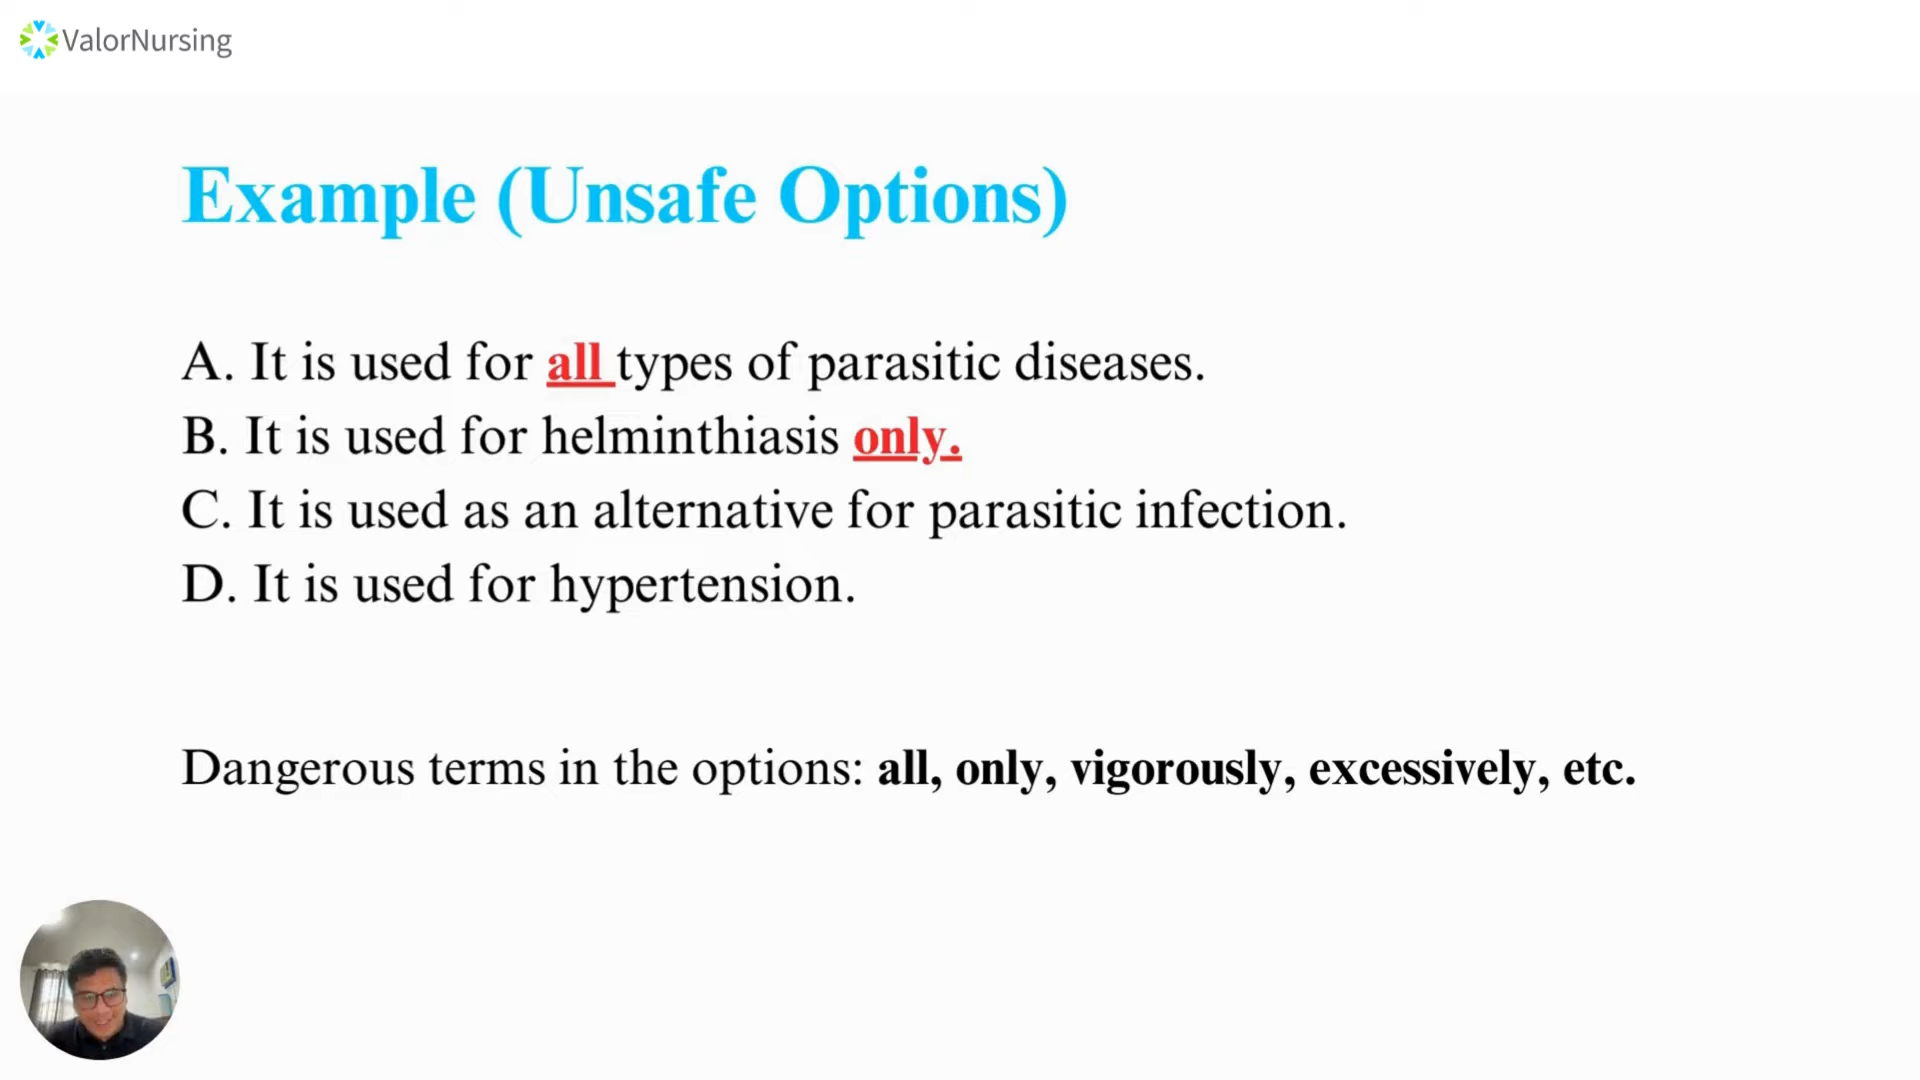 ValorNursing
Example (Unsafe Options)
A. It is used for all types of parasitic diseases.
B. It is used for helminthiasis only.
C. It is used as an alternative for parasitic infection.
D. It is used for hypertension.
Dangerous terms in the options: all, only, vigorously, excessively, etc.